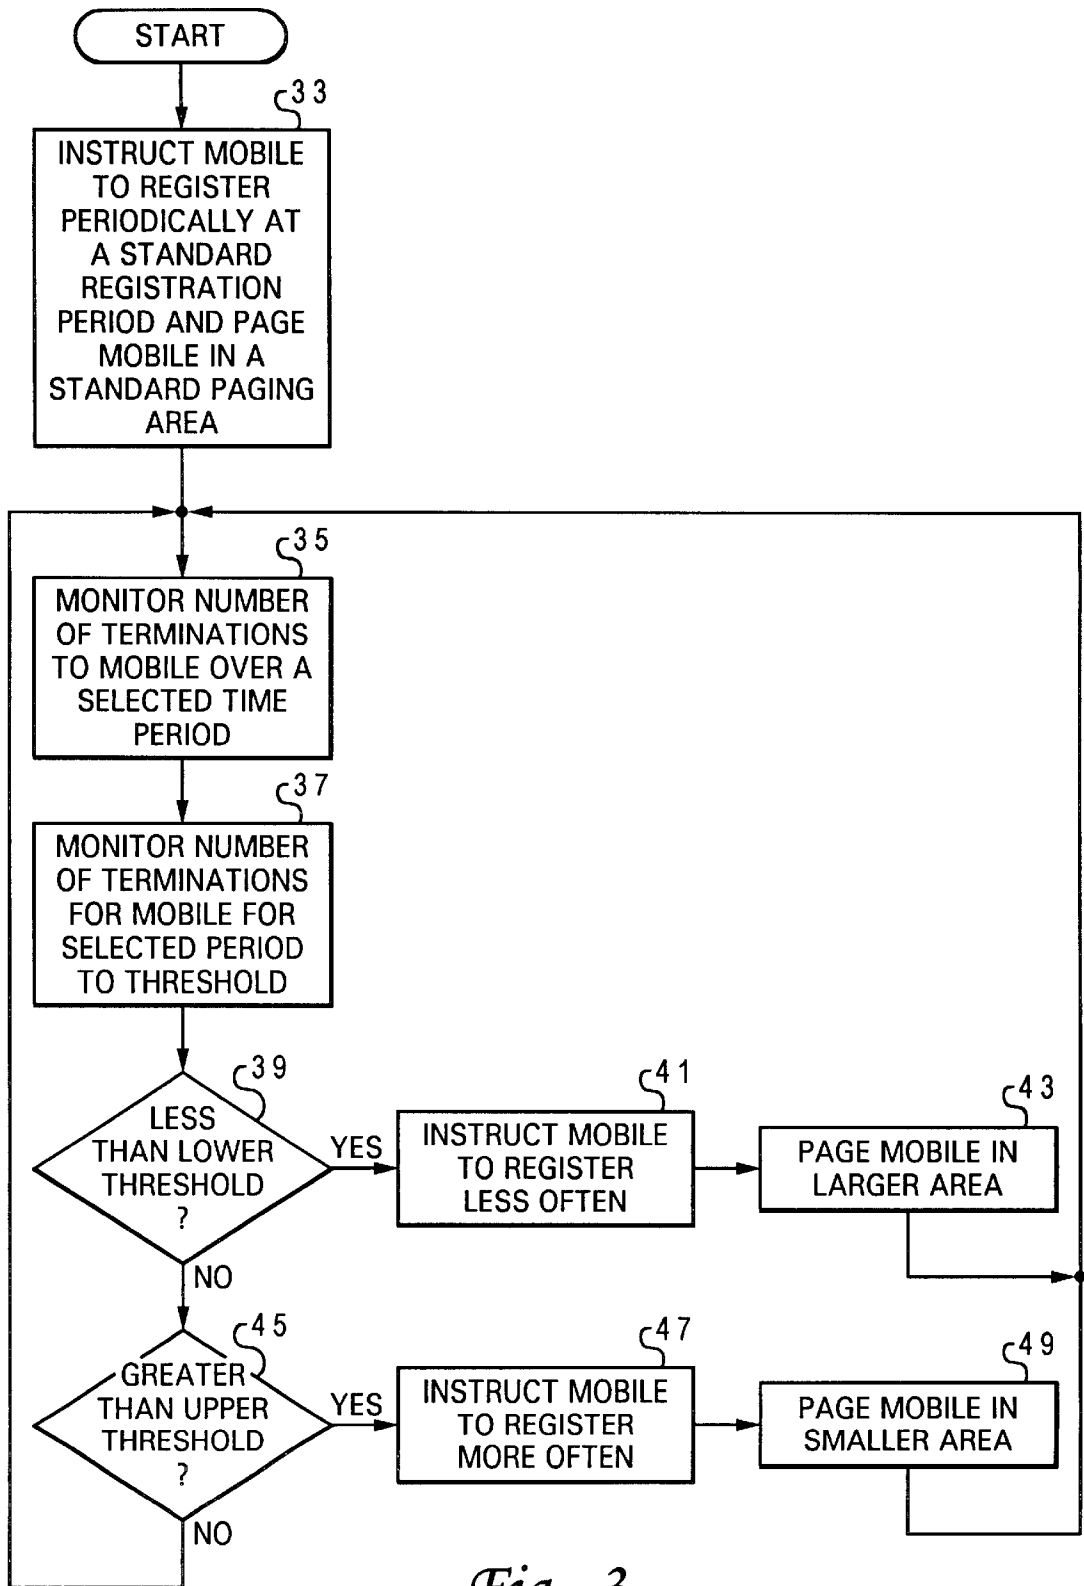 START
33
INSTRUCT MOBILE
TO REGISTER
PERIODICALLY AT
A STANDARD
REGISTRATION
PERIOD AND PAGE
MOBILE IN A
STANDARD PAGING
AREA
35
MONITOR NUMBER
OF TERMINATIONS
TO MOBILE OVER A
SELECTED TIME
PERIOD
37
MONITOR NUMBER
OF TERMINATIONS
FOR MOBILE FOR
SELECTED PERIOD
TO THRESHOLD
39
LESS
THAN LOWER
THRESHOLD
?
YES
NO
41
INSTRUCT MOBILE
TO REGISTER
LESS OFTEN
43
PAGE MOBILE IN
LARGER AREA
45
GREATER
THAN UPPER
THRESHOLD
?
YES
NO
47
INSTRUCT MOBILE
TO REGISTER
MORE OFTEN
49
PAGE MOBILE IN
SMALLER AREA
Fig. 3